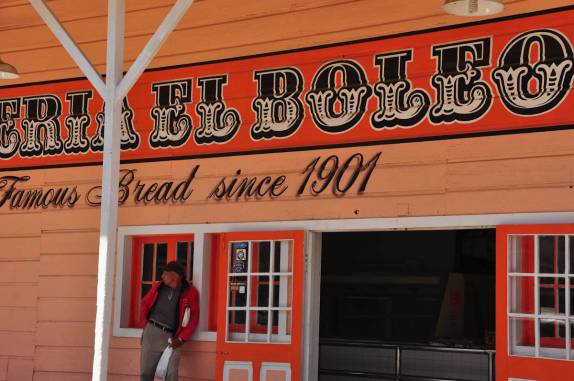 ERIA EL BOLEO
Famous Bread since 1901